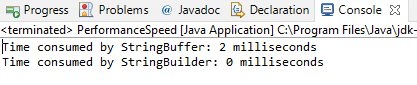 Progress Problems @ Javadoc Declaration Console
<terminated> PerformanceSpeed [Java Application] C:\Program Files\Java\jdk-
Time consumed by StringBuffer: 2 milliseconds
Time consumed by StringBuilder: 0 milliseconds